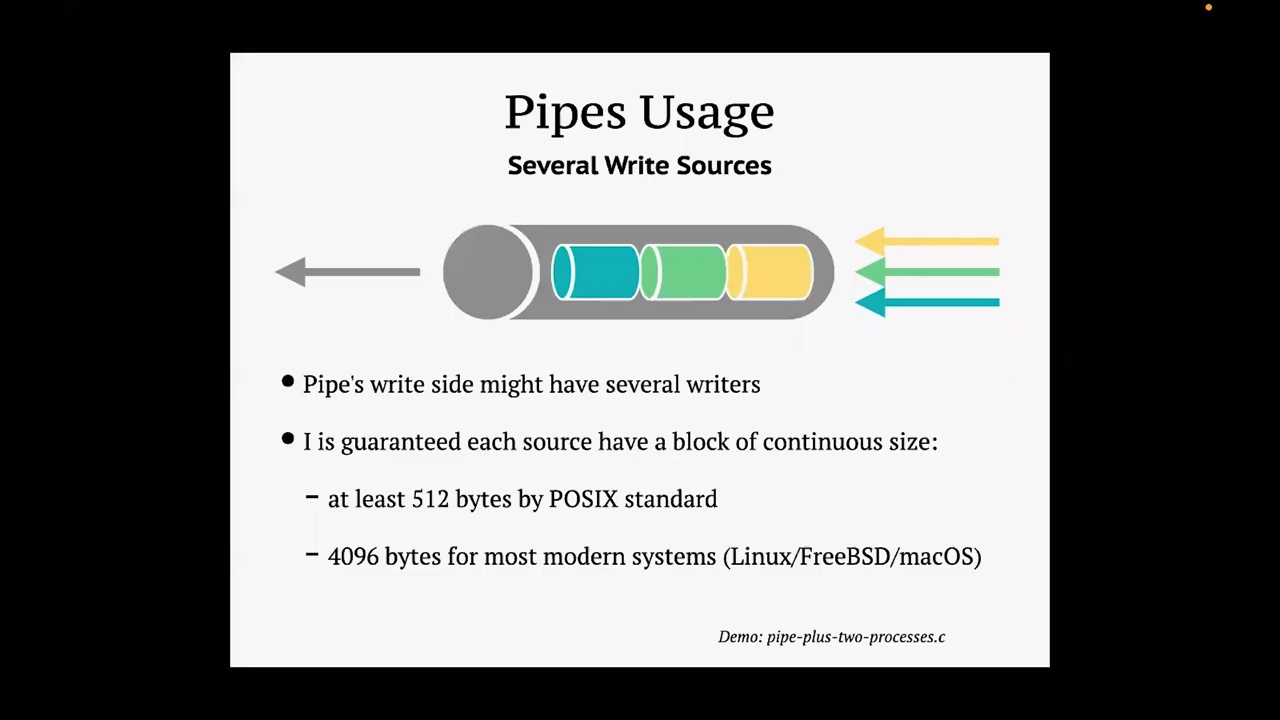 Pipes Usage
Several Write Sources
• Pipe's write side might have several writers
• I is guaranteed each source have a block of continuous size:
– at least 512 bytes by POSIX standard
– 4096 bytes for most modern systems (Linux/FreeBSD/macOS)
Demo: pipe-plus-two-processes.c